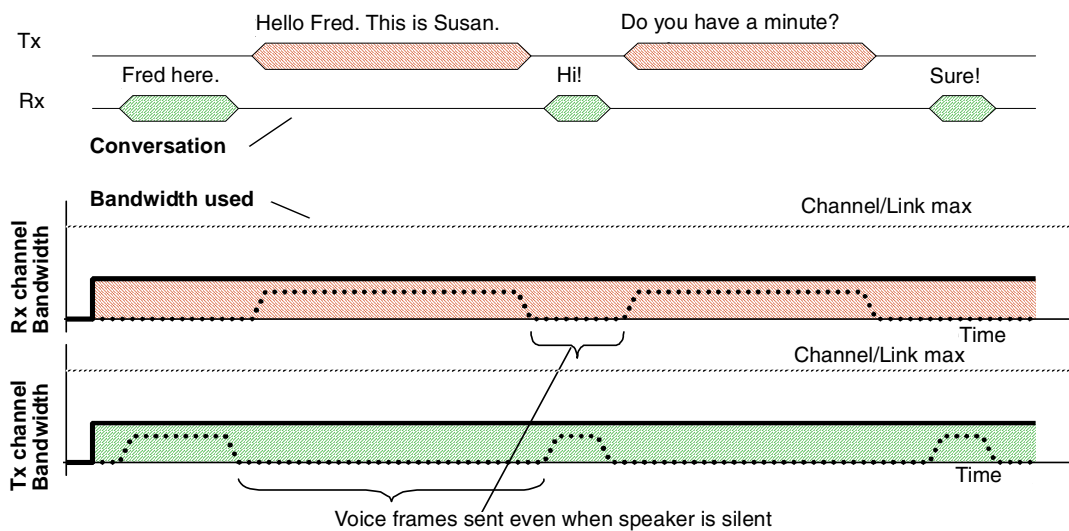 Hello Fred. This is Susan.
Do you have a minute?
Tx
Fred here.
Hi!
Sure!
Rx
Conversation
Bandwidth used
Channel/Link max
Rx channel
Bandwidth
Time
Channel/Link max
Tx channel
Bandwidth
Time
Voice frames sent even when speaker is silent